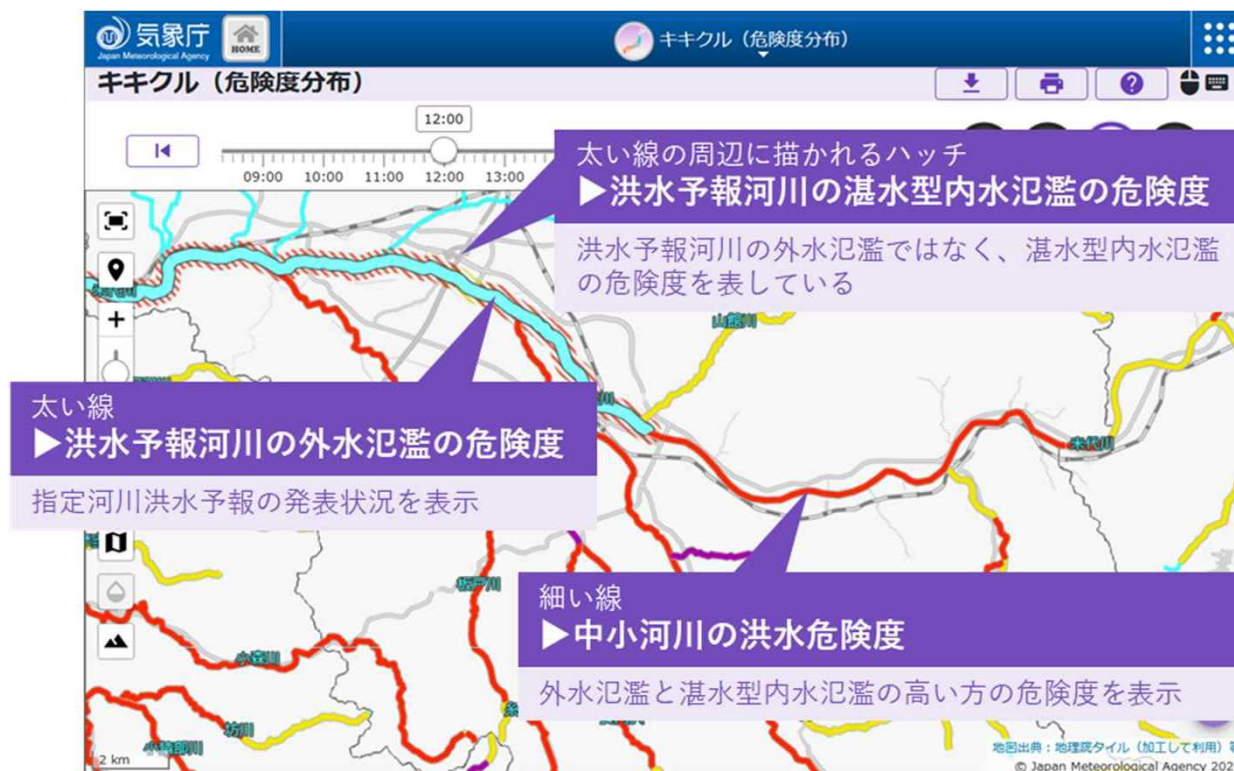 気象庁
Japan Meteorological Agency
HOME
キキクル（危険度分布）
キキクル（危険度分布）
12:00
09:00 10:00 11:00 12:00 13:00
太い線の周辺に描かれるハッチ
▶洪水予報河川の湛水型内水氾濫の危険度
洪水予報河川の外水氾濫ではなく、湛水型内水氾濫
の危険度を表している
山館川
太い線
▶洪水予報河川の外水氾濫の危険度
指定河川洪水予報の発表状況を表示
米代川
細い線
▶中小河川の洪水危険度
外水氾濫と湛水型内水氾濫の高い方の危険度を表示
板戸川
小森川
坊川
2 km
地図出典：地理院タイル（加工して利用）等
© Japan Meteorological Agency 202